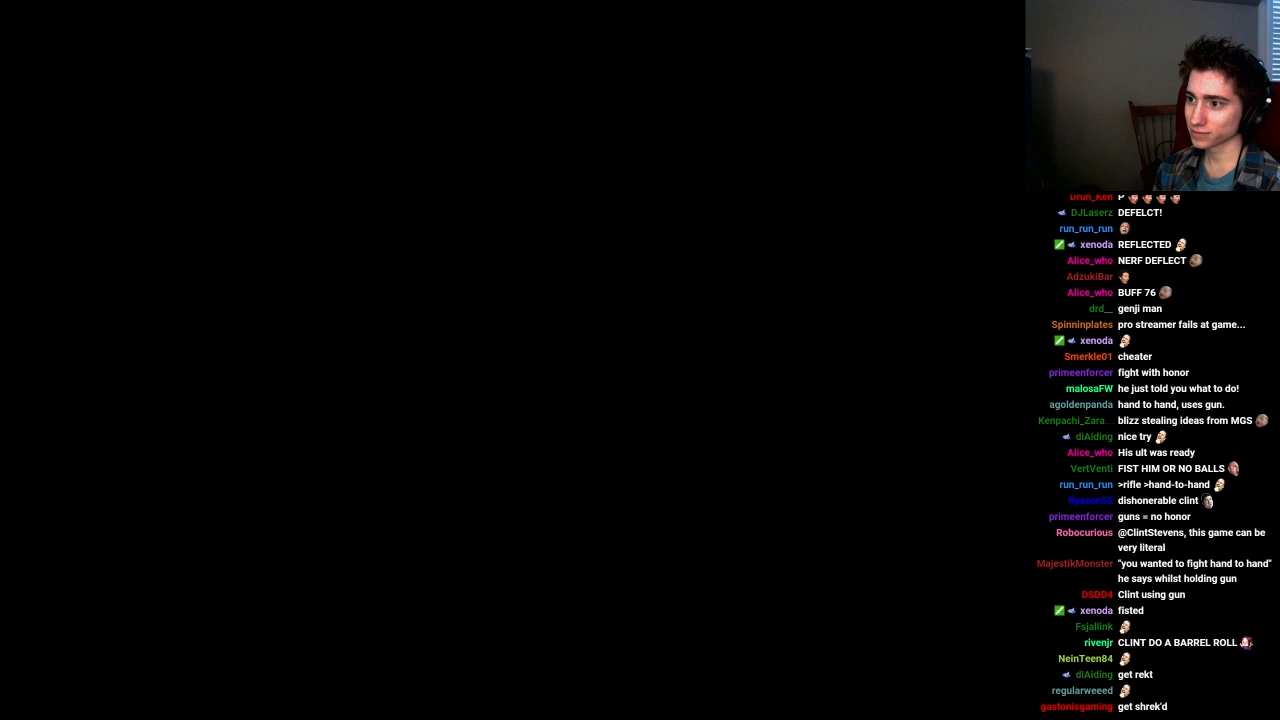 Drun_Ken P
DJLaserz DEFELCT!
run_run_run
xenoda REFLECTED
Alice_who NERF DEFLECT
AdzukiBar
Alice_who BUFF 76
drd__ genji man
Spinninplates pro streamer fails at game...
xenoda
Smerkle01 cheater
primeenforcer fight with honor
malosaFW he just told you what to do!
agoldenpanda hand to hand, uses gun.
Kenpachi_Zara... blizz stealing ideas from MGS
diAiding nice try
Alice_who His ult was ready
VertVenti FIST HIM OR NO BALLS
run_run_run >rifle >hand-to-hand
dishonerable clint
primeenforcer guns = no honor
Robocurious @ClintStevens, this game can be
very literal
MajestikMonster "you wanted to fight hand to hand"
he says whilst holding gun
DSDD4 Clint using gun
xenoda fisted
Fsjallink
rivenjr CLINT DO A BARREL ROLL
NeinTeen84
diAiding get rekt
regularweeed
gastonisgaming get shrek'd